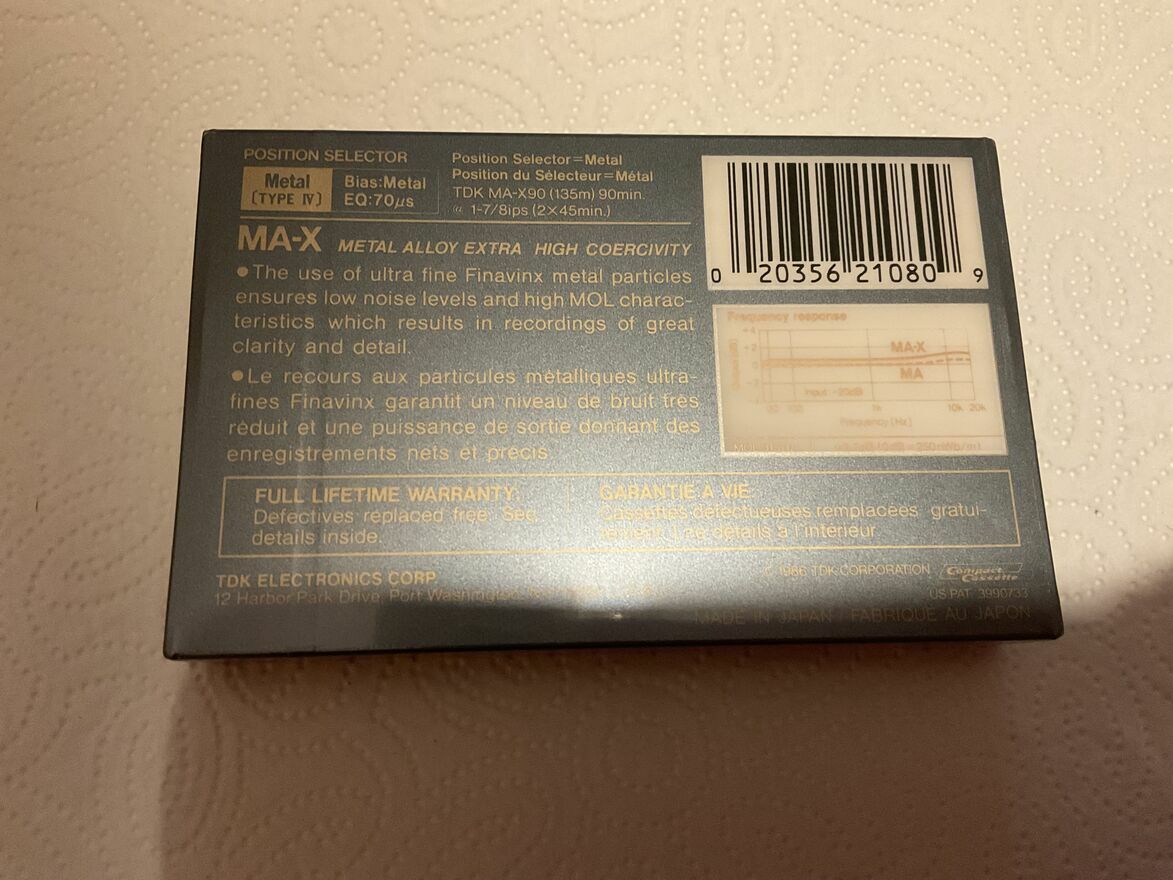 POSITION SELECTOR
Metal
(TYPE IV)
Bias:Metal
EQ:70µs
Position Selector=Metal
Position du Sélecteur=Métal
TDK MA-X90 (135m) 90min.
@ 1-7/8ips (2×45min.)
MA-X METAL ALLOY EXTRA HIGH COERCIVITY
●The use of ultra fine Finavinx metal particles
ensures low noise levels and high MOL charac-
teristics which results in recordings of great
clarity and detail.
●Le recours aux particules métalliques ultra-
fines Finavinx garantit un niveau de bruit très
réduit et une puissance de sortie donnant des
enregistrements nets et précis.
0 20356 21080 9
Frequency response
+4
+2
MA-X
MA
Input: -20dB
1k 10k 20k
Frequency [Hz]
FULL LIFETIME WARRANTY:
Defectives replaced free. See
details inside.
GARANTIE A VIE:
Cassettes défectueuses remplacées gratui-
détails à l'intérieur
TDK ELECTRONICS CORP.
12 Harbor Park Drive, Port Washington,
© 1986 TDK CORPORATION
Compact
Cassette
US PAT. 3990733
MADE IN JAPAN FABRIQUÉ AU JAPON